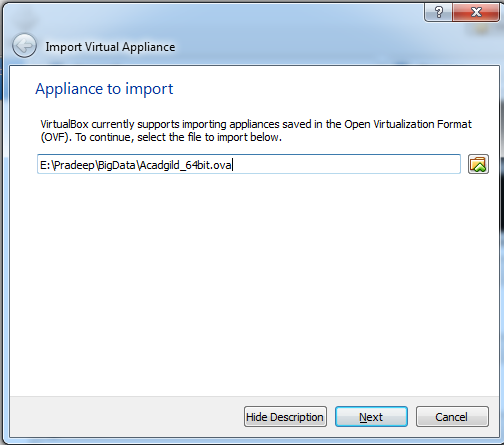 ?
Import Virtual Appliance
Appliance to import
VirtualBox currently supports importing appliances saved in the Open Virtualization Format
(OVF). To continue, select the file to import below.
E:\Pradeep\BigData\Acadgild_64bit.ova
Hide Description Next Cancel